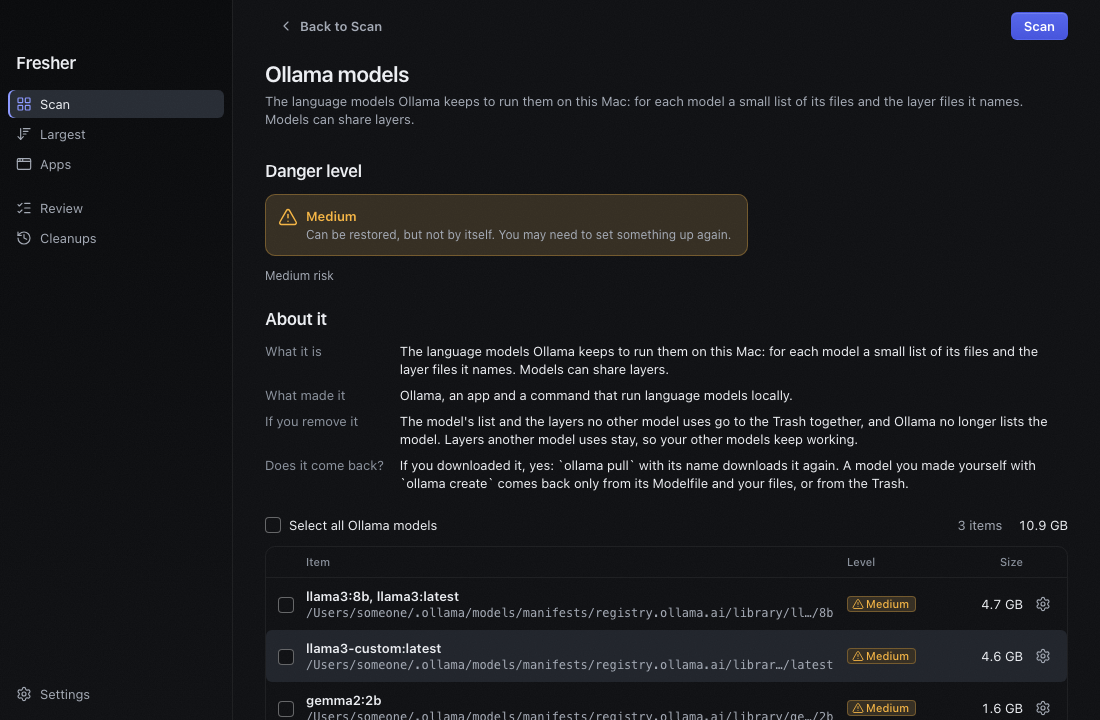 Back to Scan
Scan
Fresher
Scan
Largest
Apps
Review
Cleanups
Settings
Ollama models
The language models Ollama keeps to run them on this Mac: for each model a small list of its files and the layer files it names.
Models can share layers.
Danger level
Medium
Can be restored, but not by itself. You may need to set something up again.
Medium risk
About it
What it is
The language models Ollama keeps to run them on this Mac: for each model a small list of its files and the
layer files it names. Models can share layers.
What made it
Ollama, an app and a command that run language models locally.
If you remove it
The model's list and the layers no other model uses go to the Trash together, and Ollama no longer lists the
model. Layers another model uses stay, so your other models keep working.
Does it come back?
If you downloaded it, yes: `ollama pull` with its name downloads it again. A model you made yourself with
`ollama create` comes back only from its Modelfile and your files, or from the Trash.
Select all Ollama models
3 items 10.9 GB
Item Level Size
llama3:8b, llama3:latest
/Users/someone/.ollama/models/manifests/registry.ollama.ai/library/ll…/8b
Medium 4.7 GB
llama3-custom:latest
/Users/someone/.ollama/models/manifests/registry.ollama.ai/librar…/latest
Medium 4.6 GB
gemma2:2b
/Users/someone/.ollama/models/manifests/registry.ollama.ai/library/ge…/2b
Medium 1.6 GB